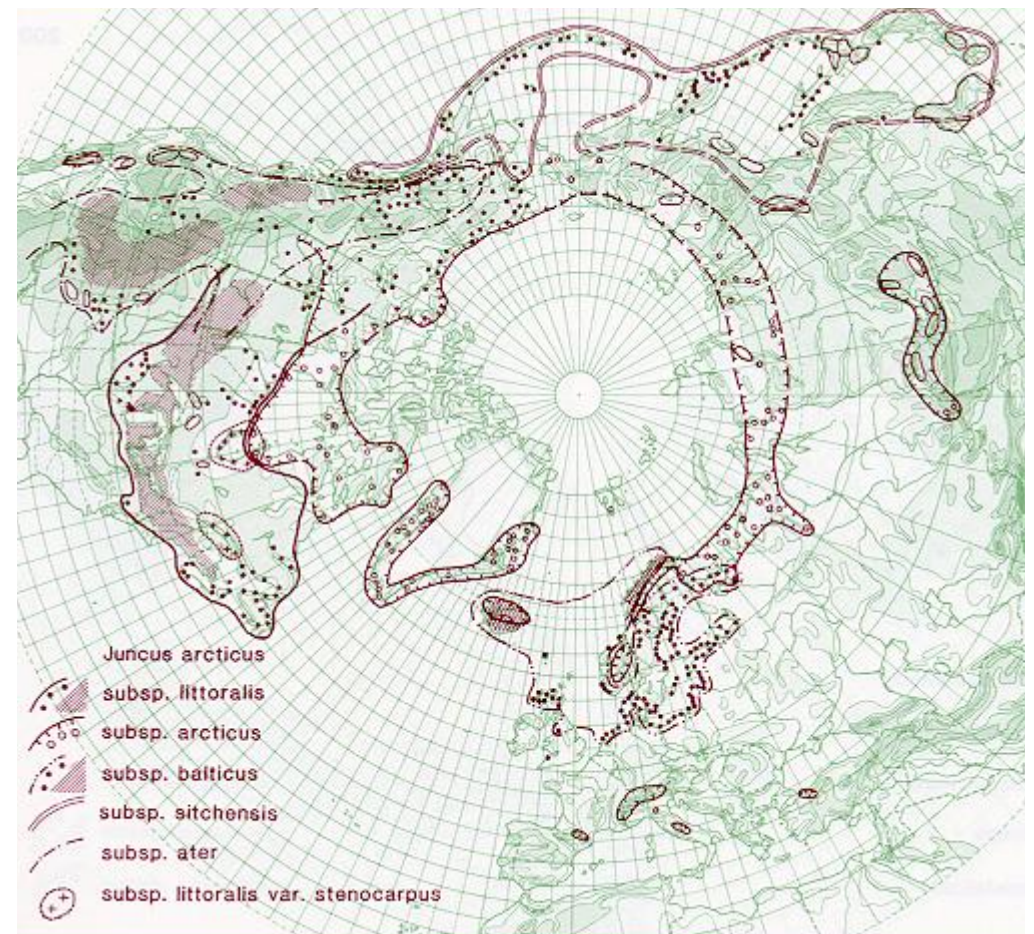 Juncus arcticus
subsp. littoralis
subsp. arcticus
subsp. balticus
subsp. sitchensis
subsp. ater
subsp. littoralis var. stenocarpus